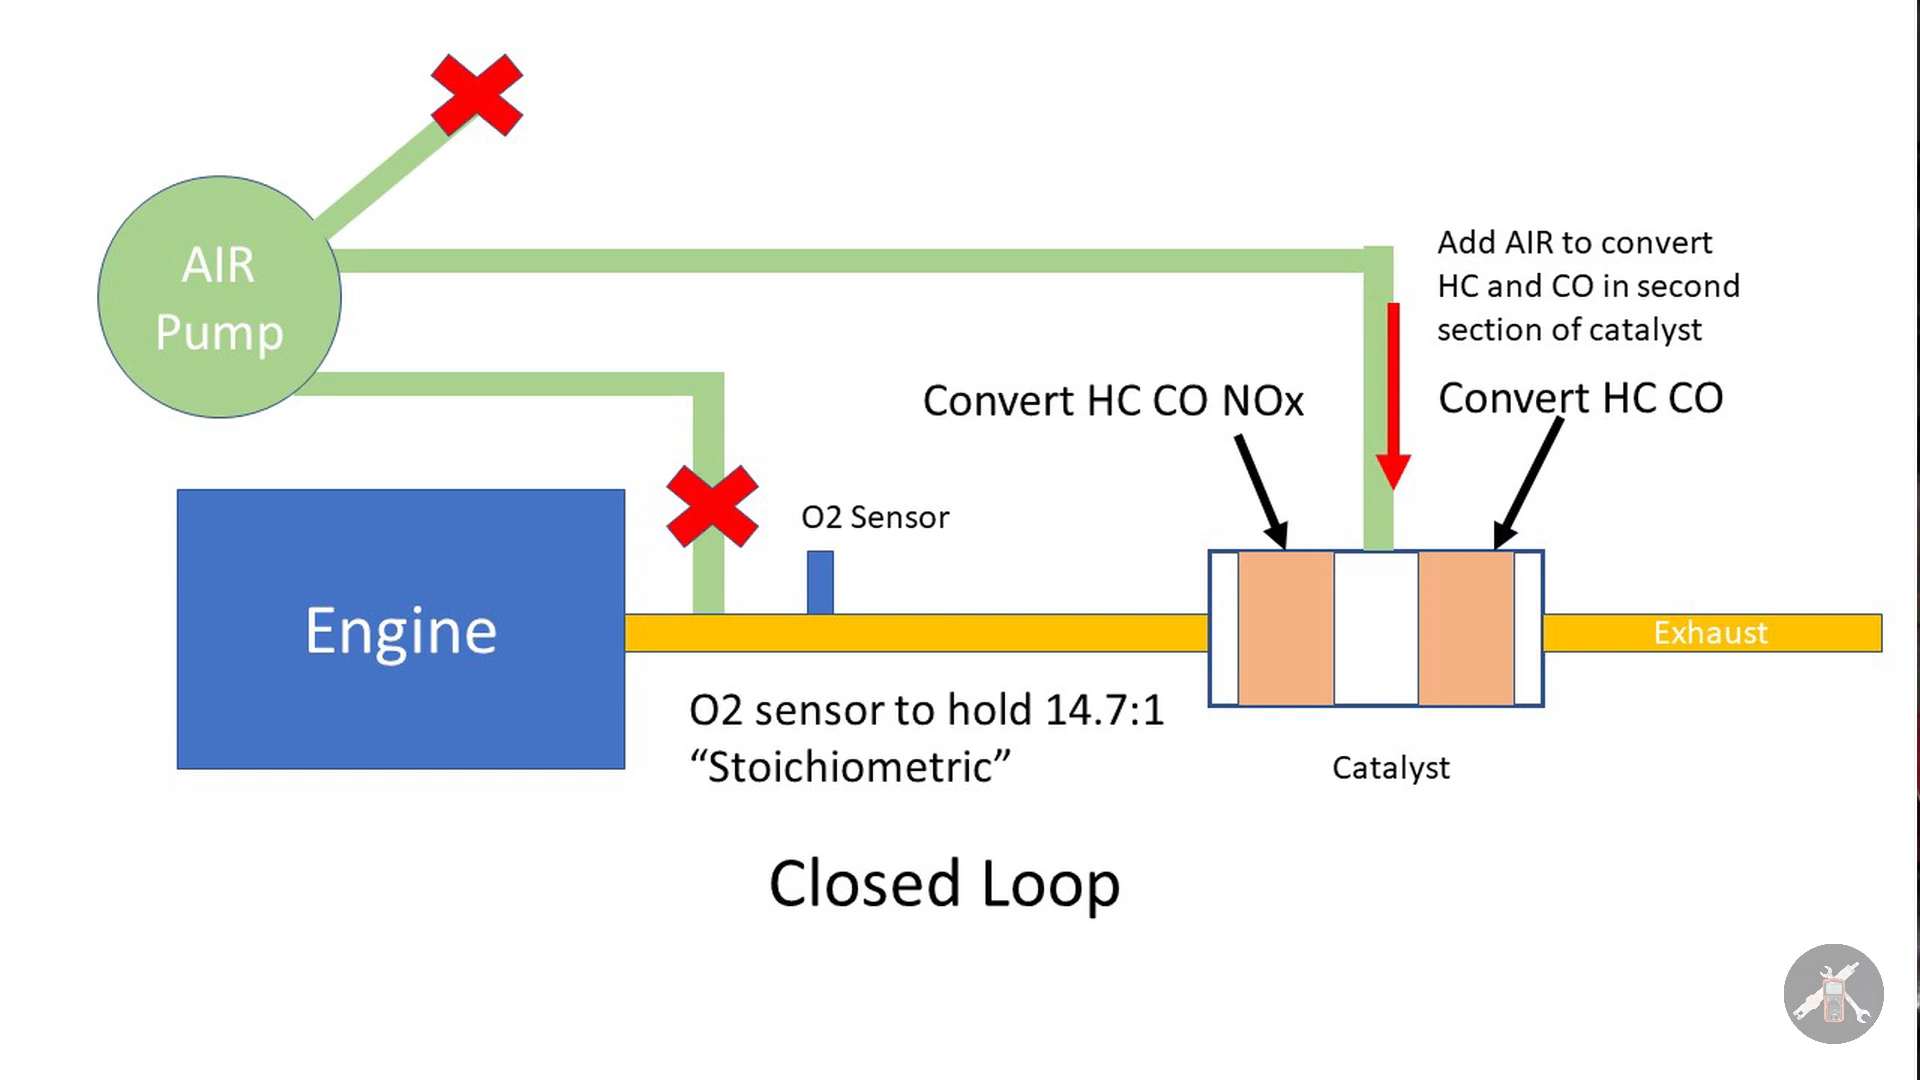 AIR
Pump
Add AIR to convert
HC and CO in second
section of catalyst
Convert HC CO NOx
Convert HC CO
O2 Sensor
Engine
Exhaust
O2 sensor to hold 14.7:1
“Stoichiometric”
Catalyst
Closed Loop